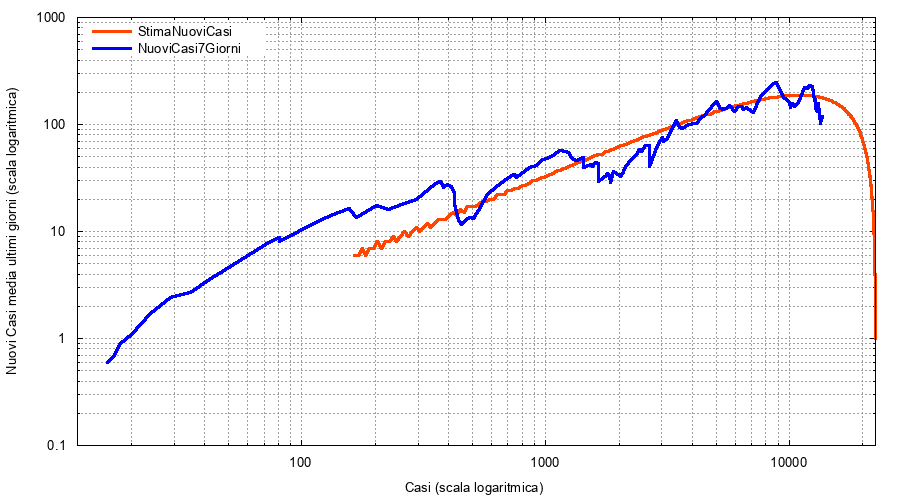 1000
StimaNuoviCasi
NuoviCasi7Giorni
100
10
1
0.1
Nuovi Casi media ultimi giorni (scala logaritmica)
100
1000
10000
Casi (scala logaritmica)